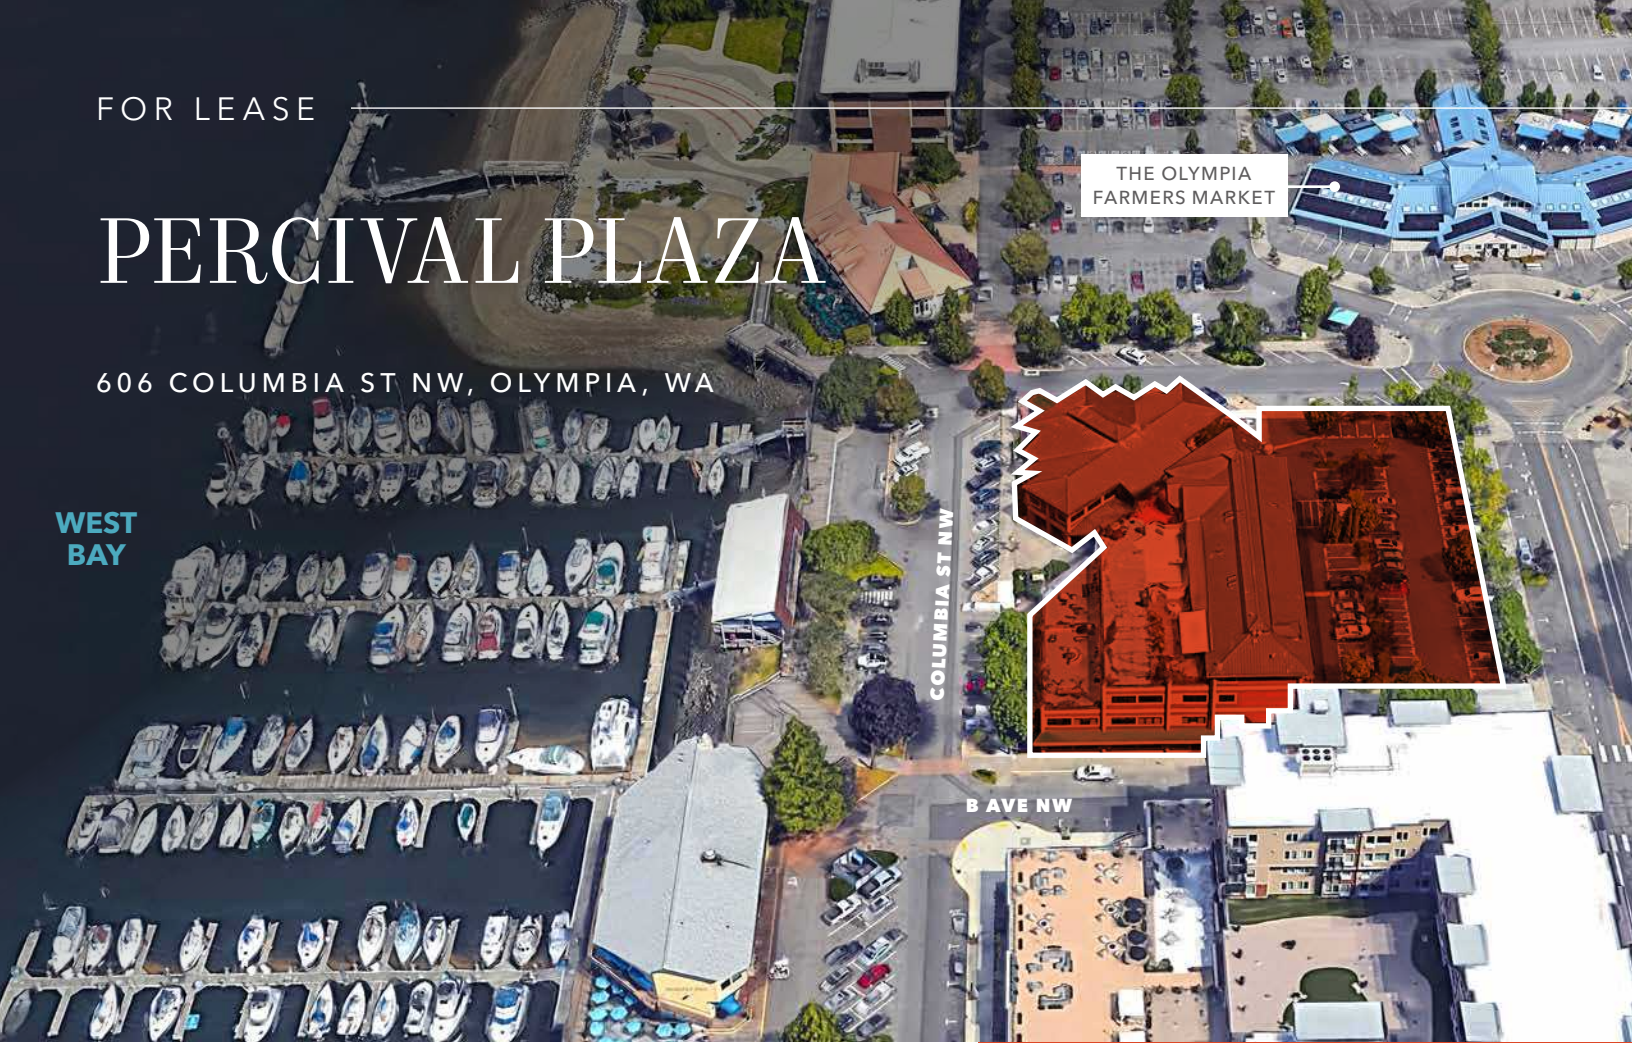 FOR LEASE
PERCIVAL PLAZA
606 COLUMBIA ST NW, OLYMPIA, WA
THE OLYMPIA
FARMERS MARKET
WEST
BAY
COLUMBIA ST NW
B AVE NW